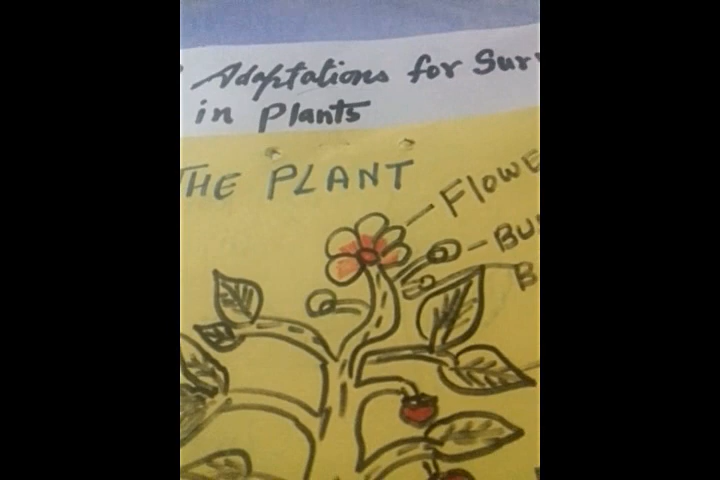 Adaptations for Sur
in Plants
THE PLANT
FLOWE
BU
B